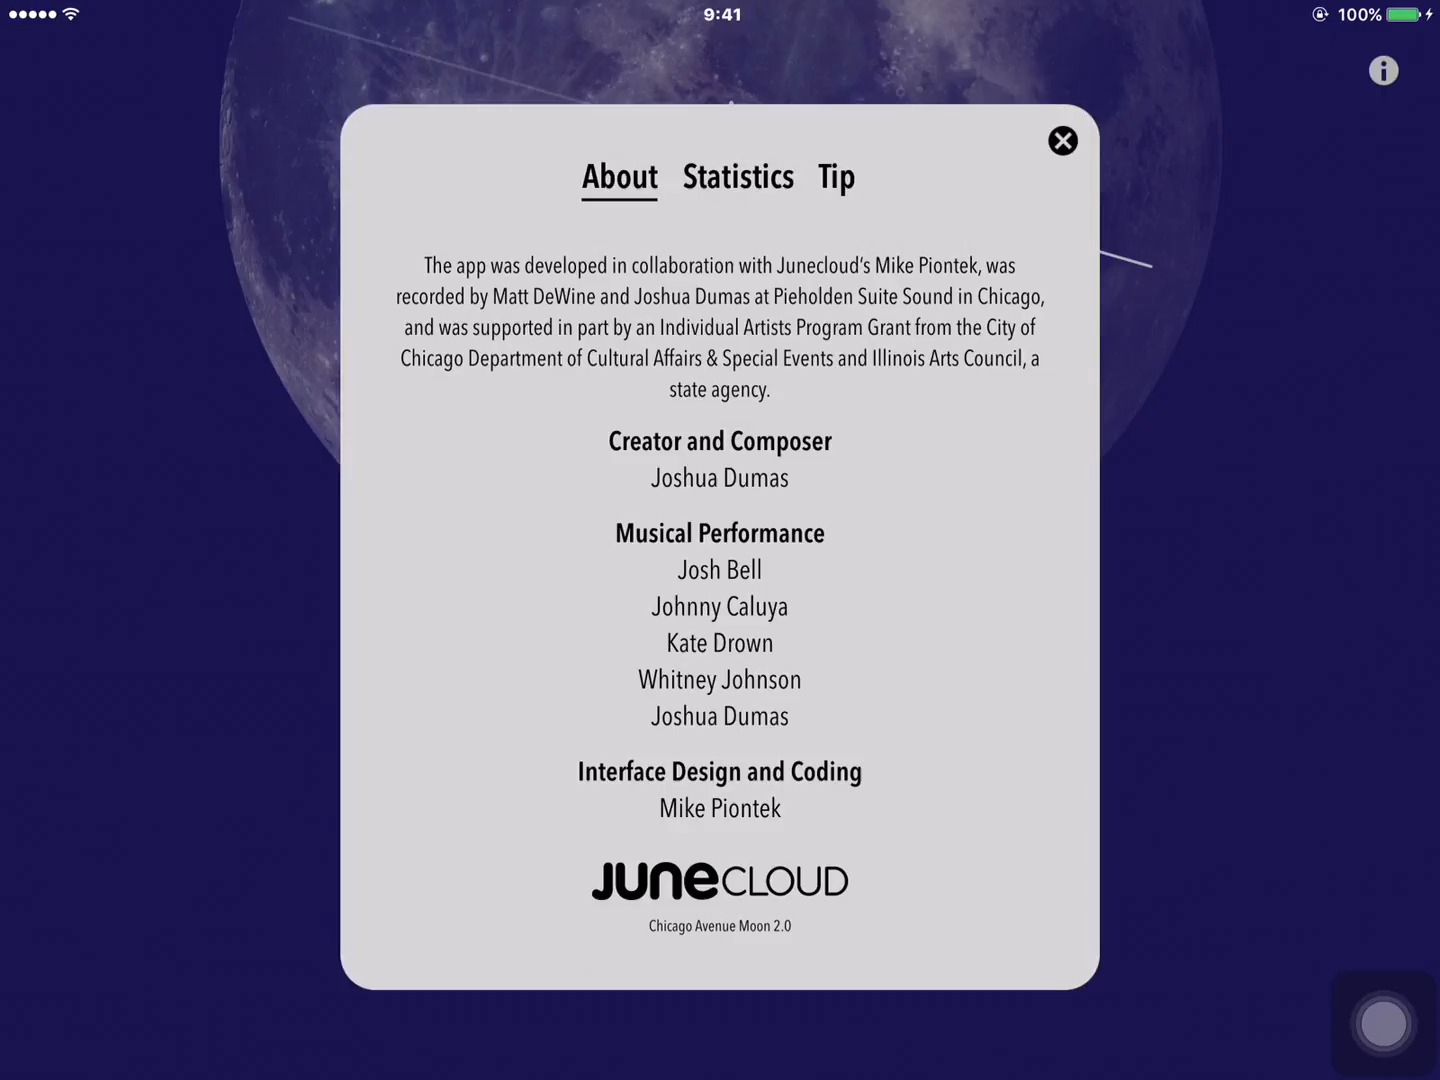 9:41
100%
About Statistics Tip
The app was developed in collaboration with Junecloud's Mike Piontek, was
recorded by Matt DeWine and Joshua Dumas at Pieholden Suite Sound in Chicago,
and was supported in part by an Individual Artists Program Grant from the City of
Chicago Department of Cultural Affairs & Special Events and Illinois Arts Council, a
state agency.
Creator and Composer
Joshua Dumas
Musical Performance
Josh Bell
Johnny Caluya
Kate Drown
Whitney Johnson
Joshua Dumas
Interface Design and Coding
Mike Piontek
JUNECLOUD
Chicago Avenue Moon 2.0